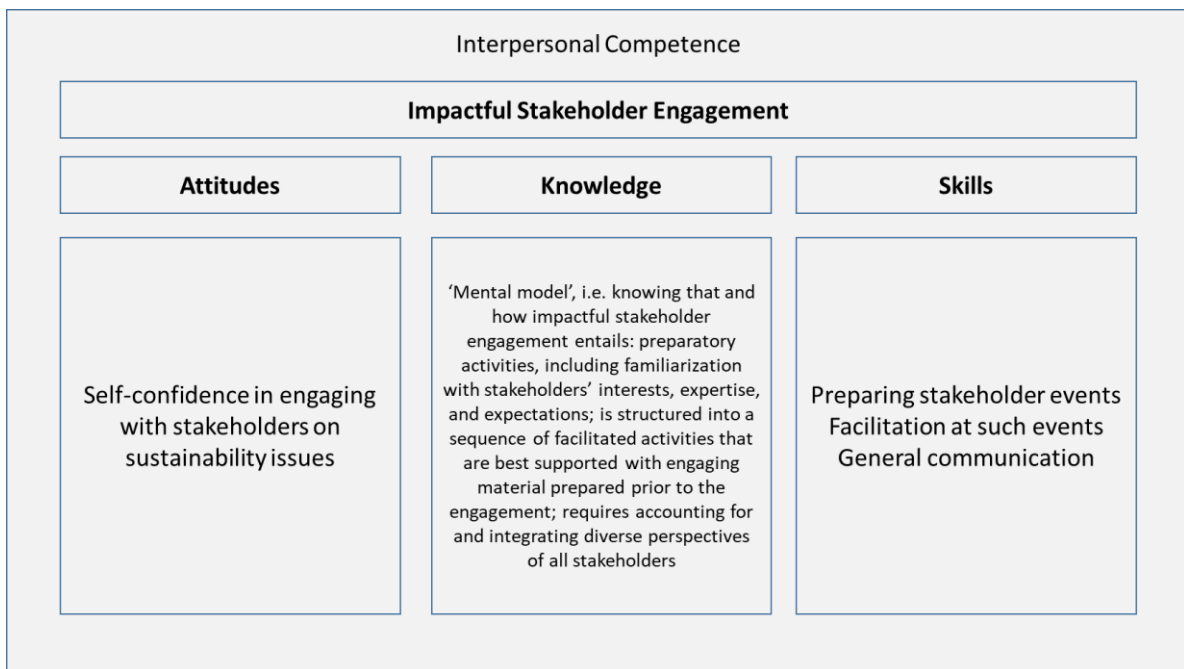 Interpersonal Competence
Impactful Stakeholder Engagement
Attitudes
Knowledge
Skills
Self-confidence in engaging
with stakeholders on
sustainability issues
‘Mental model’, i.e. knowing that and
how impactful stakeholder
engagement entails: preparatory
activities, including familiarization
with stakeholders’ interests, expertise,
and expectations; is structured into a
sequence of facilitated activities that
are best supported with engaging
material prepared prior to the
engagement; requires accounting for
and integrating diverse perspectives
of all stakeholders
Preparing stakeholder events
Facilitation at such events
General communication